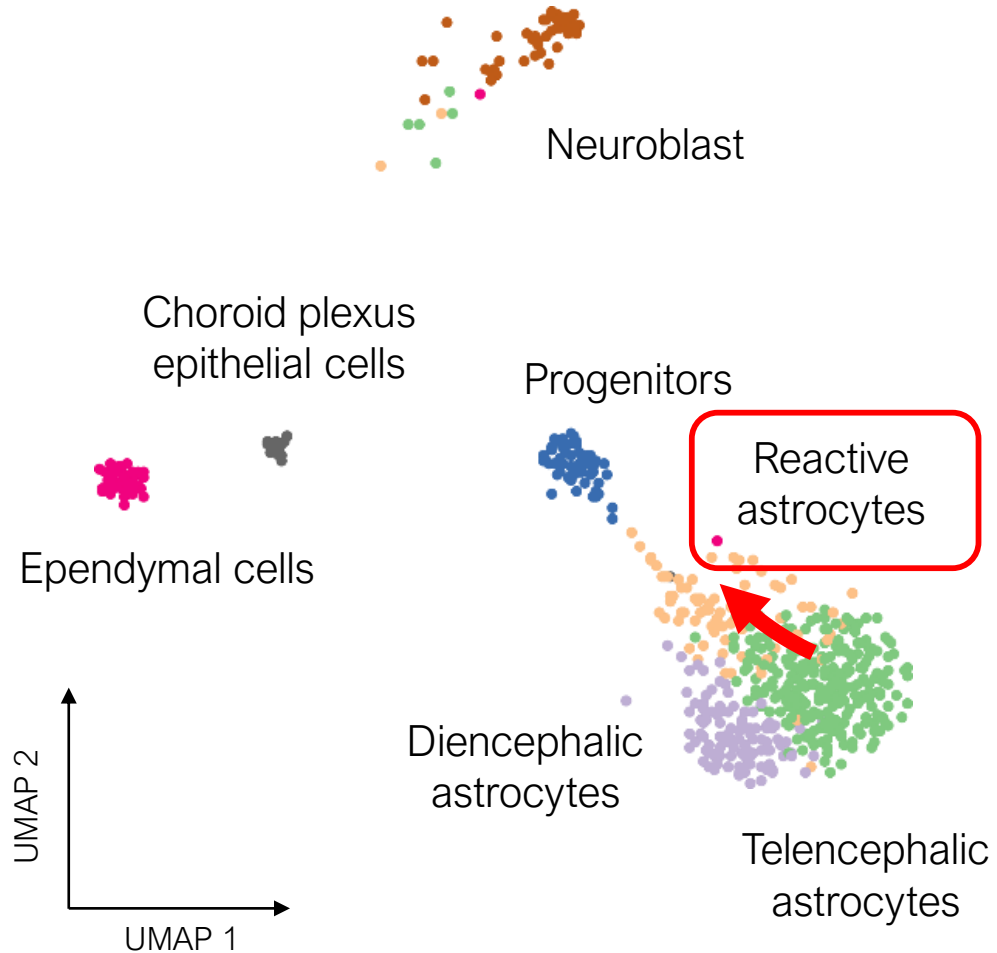 Neuroblast
Choroid plexus
epithelial cells
Progenitors
Reactive
astrocytes
Ependymal cells
Diencephalic
astrocytes
Telencephalic
astrocytes
UMAP 2
UMAP 1